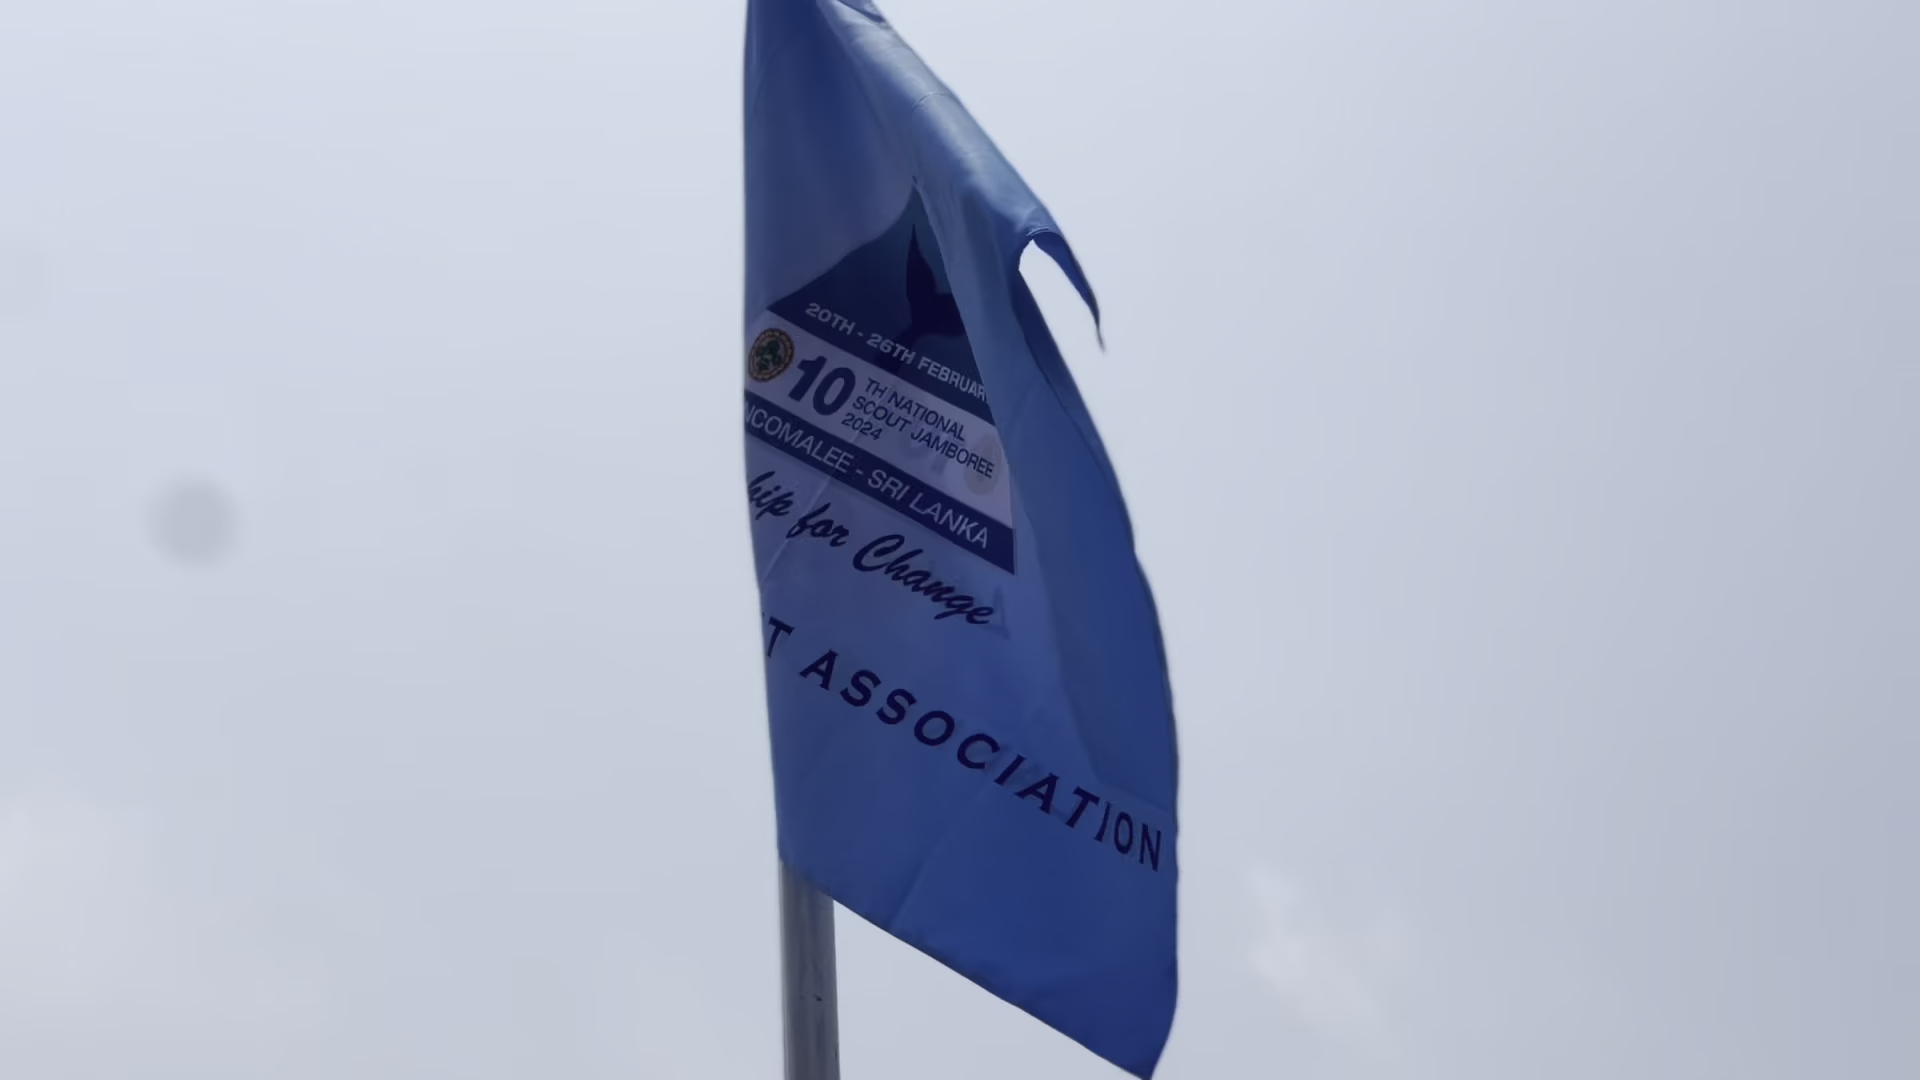 20TH - 26TH FEBRUAR
10
TH NATIONAL
SCOUT JAMBOREE
2024
NCOMALEE - SRI LANKA
hip for Change
T ASSOCIATION